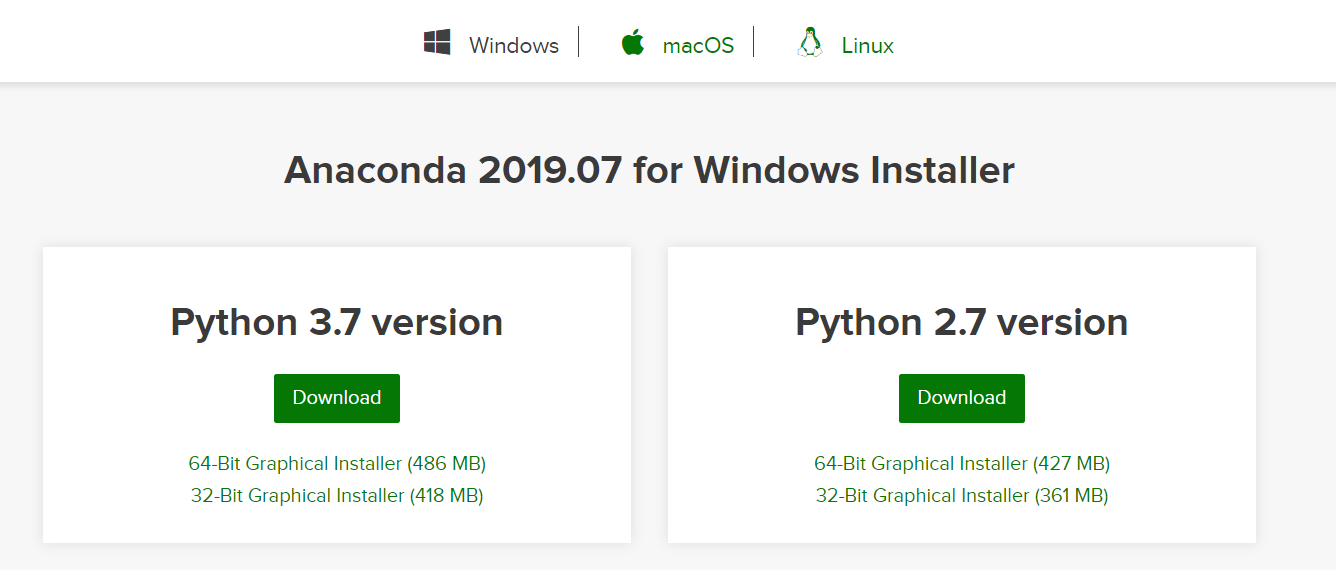 Windows macOS Linux
Anaconda 2019.07 for Windows Installer
Python 3.7 version
Download
64-Bit Graphical Installer (486 MB)
32-Bit Graphical Installer (418 MB)
Python 2.7 version
Download
64-Bit Graphical Installer (427 MB)
32-Bit Graphical Installer (361 MB)